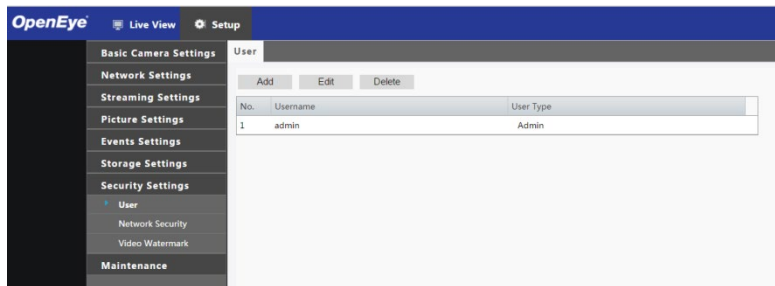 OpenEye Live View Setup
Basic Camera Settings
Network Settings
Streaming Settings
Picture Settings
Events Settings
Storage Settings
Security Settings
User
Network Security
Video Watermark
Maintenance
User
Add Edit Delete
No. Username User Type
1 admin Admin